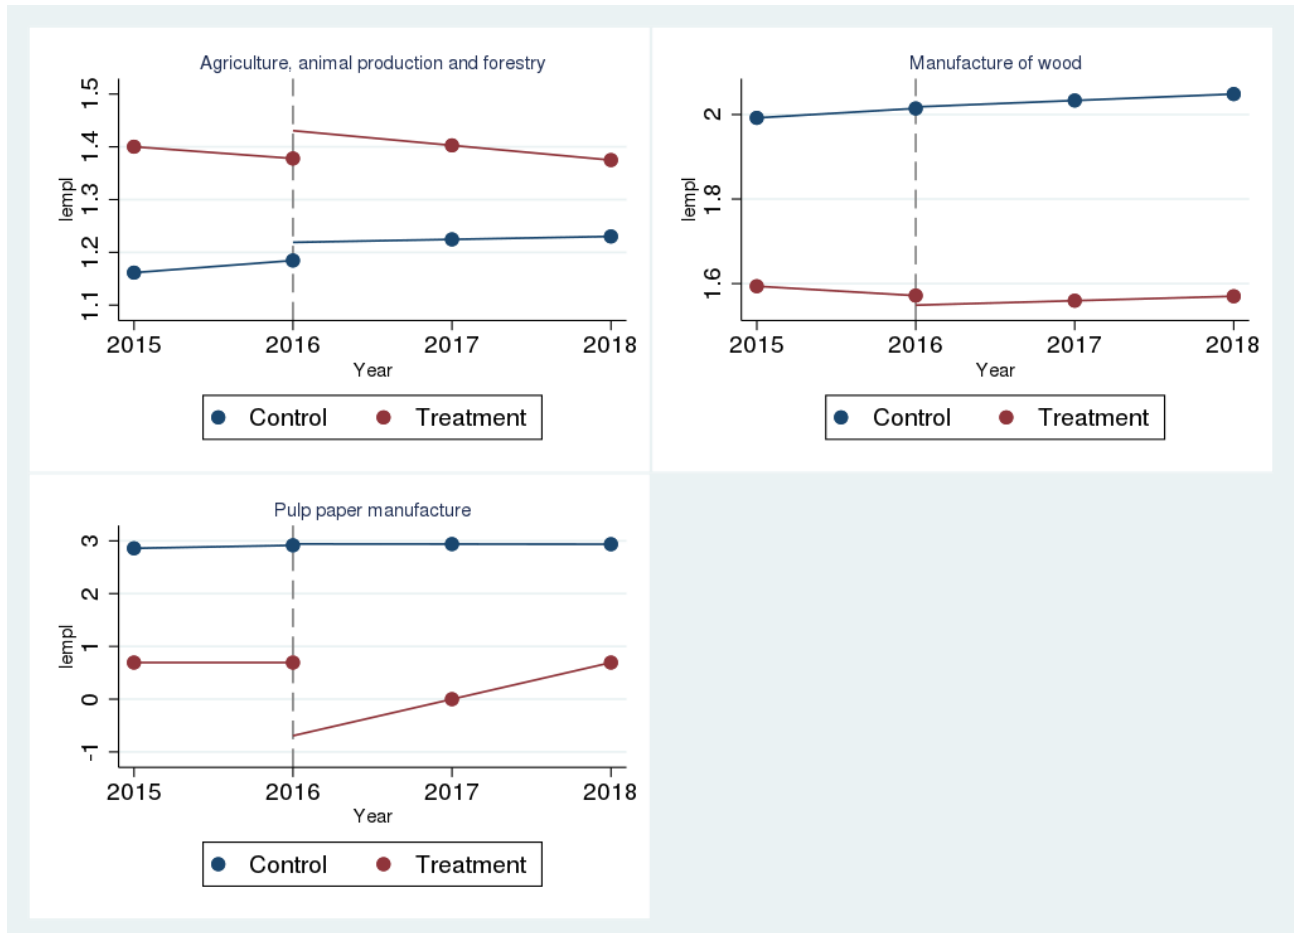 Agriculture, animal production and forestry
lempl
1.5
1.4
1.3
1.2
1.1
2015 2016 2017 2018
Year
Control Treatment
Manufacture of wood
lempl
2
1.8
1.6
2015 2016 2017 2018
Year
Control Treatment
Pulp paper manufacture
lempl
3
2
1
0
-1
2015 2016 2017 2018
Year
Control Treatment